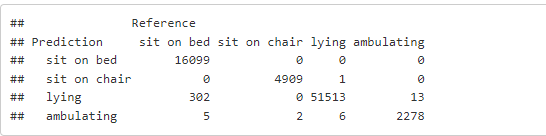 ##                Reference
## Prediction     sit on bed sit on chair lying ambulating
##   sit on bed        16099            0     0          0
##   sit on chair          0         4909     1          0
##   lying               302            0 51513         13
##   ambulating            5            2     6       2278